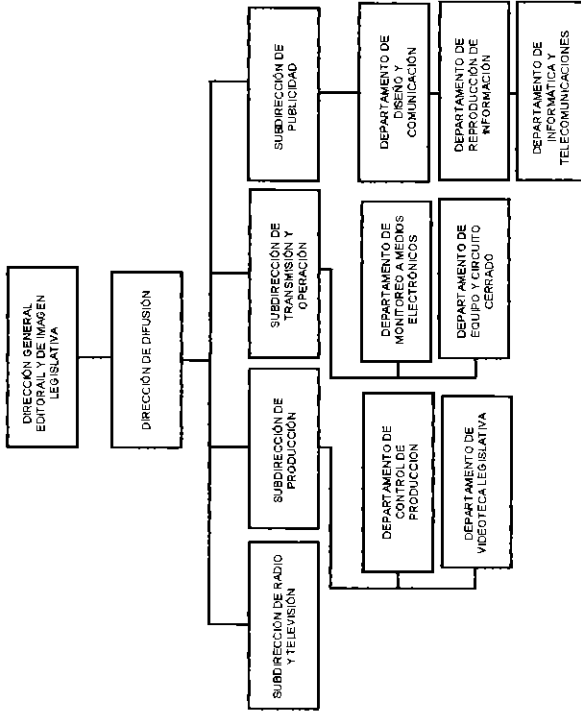 DIRECCIÓN GENERAL
EDITORAIL Y DE IMAGEN
LEGISLATIVA
DIRECCIÓN DE DIFUSIÓN
SUBDIRECCIÓN DE RADIO
Y TELEVISIÓN
SUBDIRECCIÓN DE
PRODUCCIÓN
SUBDIRECCIÓN DE
TRANSMISIÓN Y
OPERACIÓN
SUBDIRECCIÓN DE
PUBLICIDAD
DEPARTAMENTO DE
CONTROL DE
PRODUCCION
DEPARTAMENTO DE
VIDEOTECA LEGISLATIVA
DEPARTAMENTO DE
MONITOREO A MEDIOS
ELECTRÓNICOS
DEPARTAMENTO DE
EQUIPO Y CIRCUITO
CERRADO
DEPARTAMENTO DE
DISEÑO Y
COMUNICACIÓN
DEPARTAMENTO DE
REPRODUCCIÓN DE
INFORMACIÓN
DEPARTAMENTO DE
INFORMÁTICA Y
TELECOMUNICACIONES